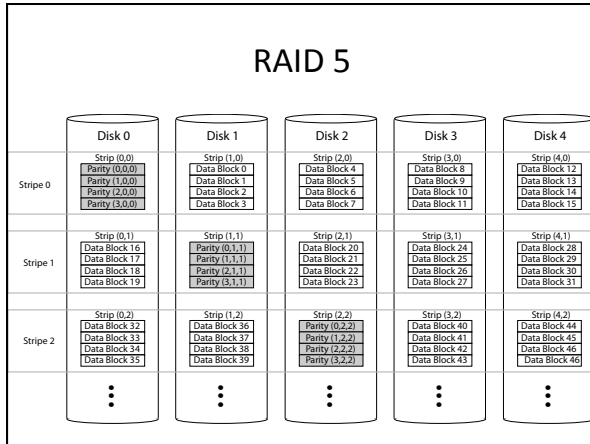 RAID 5
Disk 0 Disk 1 Disk 2 Disk 3 Disk 4
Stripe 0
Strip (0,0) Strip (1,0) Strip (2,0) Strip (3,0) Strip (4,0)
Parity (0,0,0) Data Block 0 Data Block 4 Data Block 8 Data Block 12
Parity (1,0,0) Data Block 1 Data Block 5 Data Block 9 Data Block 13
Parity (2,0,0) Data Block 2 Data Block 6 Data Block 10 Data Block 14
Parity (3,0,0) Data Block 3 Data Block 7 Data Block 11 Data Block 15
Stripe 1
Strip (0,1) Strip (1,1) Strip (2,1) Strip (3,1) Strip (4,1)
Data Block 16 Parity (0,1,1) Data Block 20 Data Block 24 Data Block 28
Data Block 17 Parity (1,1,1) Data Block 21 Data Block 25 Data Block 29
Data Block 18 Parity (2,1,1) Data Block 22 Data Block 26 Data Block 30
Data Block 19 Parity (3,1,1) Data Block 23 Data Block 27 Data Block 31
Stripe 2
Strip (0,2) Strip (1,2) Strip (2,2) Strip (3,2) Strip (4,2)
Data Block 32 Data Block 36 Parity (0,2,2) Data Block 40 Data Block 44
Data Block 33 Data Block 37 Parity (1,2,2) Data Block 41 Data Block 45
Data Block 34 Data Block 38 Parity (2,2,2) Data Block 42 Data Block 46
Data Block 35 Data Block 39 Parity (3,2,2) Data Block 43 Data Block 46